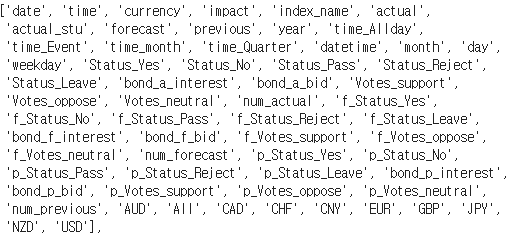 ['date', 'time', 'currency', 'impact', 'index_name', 'actual',
'actual_stu', 'forecast', 'previous', 'year', 'time_Allday',
'time_Event', 'time_month', 'time_Quarter', 'datetime', 'month', 'day',
'weekday', 'Status_Yes', 'Status_No', 'Status_Pass', 'Status_Reject',
'Status_Leave', 'bond_a_interest', 'bond_a_bid', 'Votes_support',
'Votes_oppose', 'Votes_neutral', 'num_actual', 'f_Status_Yes',
'f_Status_No', 'f_Status_Pass', 'f_Status_Reject', 'f_Status_Leave',
'bond_f_interest', 'bond_f_bid', 'f_Votes_support', 'f_Votes_oppose',
'f_Votes_neutral', 'num_forecast', 'p_Status_Yes', 'p_Status_No',
'p_Status_Pass', 'p_Status_Reject', 'p_Status_Leave', 'bond_p_interest',
'bond_p_bid', 'p_Votes_support', 'p_Votes_oppose', 'p_Votes_neutral',
'num_previous', 'AUD', 'All', 'CAD', 'CHF', 'CNY', 'EUR', 'GBP', 'JPY',
'NZD', 'USD'],